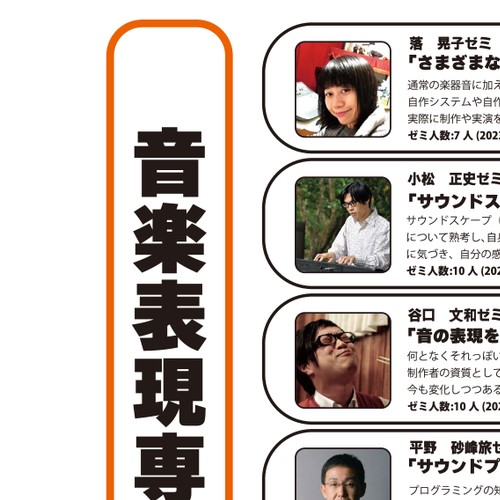 音楽表現専
落 晃子ゼミ
「さまざまな
通常の楽器音に加え
自作システムや自作
実際に制作や実演を
ゼミ人数:7 人 (202
小松 正史ゼミ
「サウンドス
サウンドスケープ（
について熟考し、自身
に気づき、自分の感
ゼミ人数:10 人 (202
谷口 文和ゼミ
「音の表現を
何となくそれっぽい
制作者の資質として
今も変化しつつある
ゼミ人数:10 人 (202
平野 砂峰旅ゼ
「サウンドプ
プログラミングの知